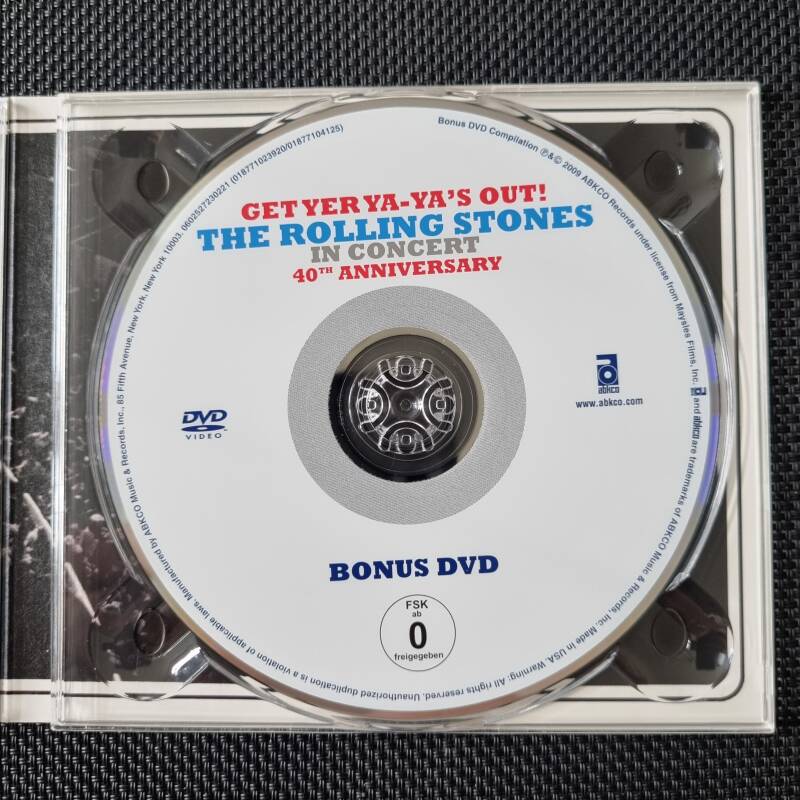 GET YER YA-YA'S OUT!
THE ROLLING STONES
IN CONCERT
40TH ANNIVERSARY
DVD
VIDEO
abkco
www.abkco.com
BONUS DVD
FSK
ab
0
freigegeben
Bonus DVD Compilation ℗&© 2009 ABKCO Records under license from Maysles Films, Inc. and abkco are trademarks of ABKCO Music & Records, Inc. Made in USA. Warning: All rights reserved. Unauthorized duplication is a violation of applicable laws. Manufactured by ABKCO Music & Records, Inc., 85 Fifth Avenue, New York, New York 10003. 0602527230221 (018771023920/01877104125)